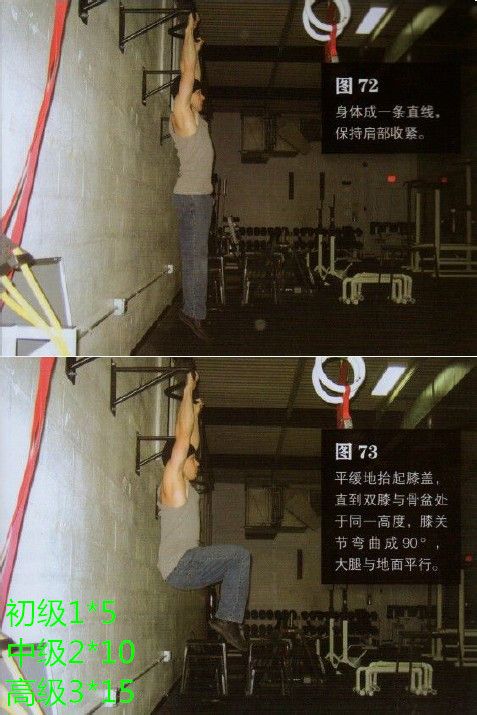 图 72
身体成一条直线，
保持肩部收紧。
图 73
平缓地抬起膝盖，
直到双膝与骨盆处
于同一高度，膝关
节弯曲成 90°，
大腿与地面平行。
初级1*5
中级2*10
高级3*15